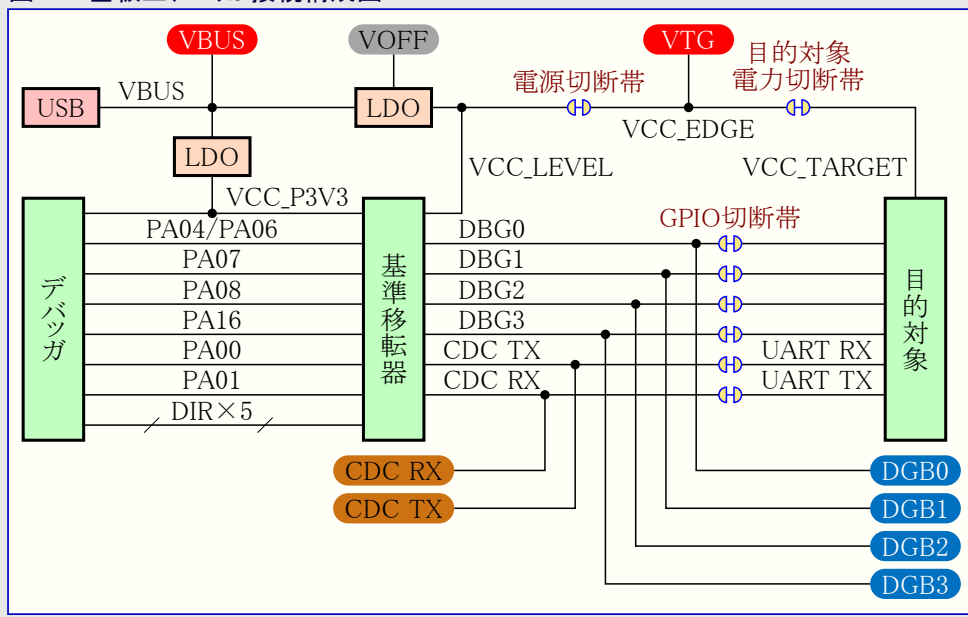 VBUS
VOFF
VTG
目的対象
電力切断帯
電源切断帯
USB
VBUS
LDO
VCC_EDGE
LDO
VCC_LEVEL
VCC_TARGET
VCC_P3V3
GPIO切断帯
PA04/PA06
DBG0
PA07
DBG1
PA08
DBG2
PA16
DBG3
PA00
CDC TX
UART RX
PA01
CDC RX
UART TX
DIR×5
デバッガ
基準移転器
目的対象
CDC RX
CDC TX
DGB0
DGB1
DGB2
DGB3